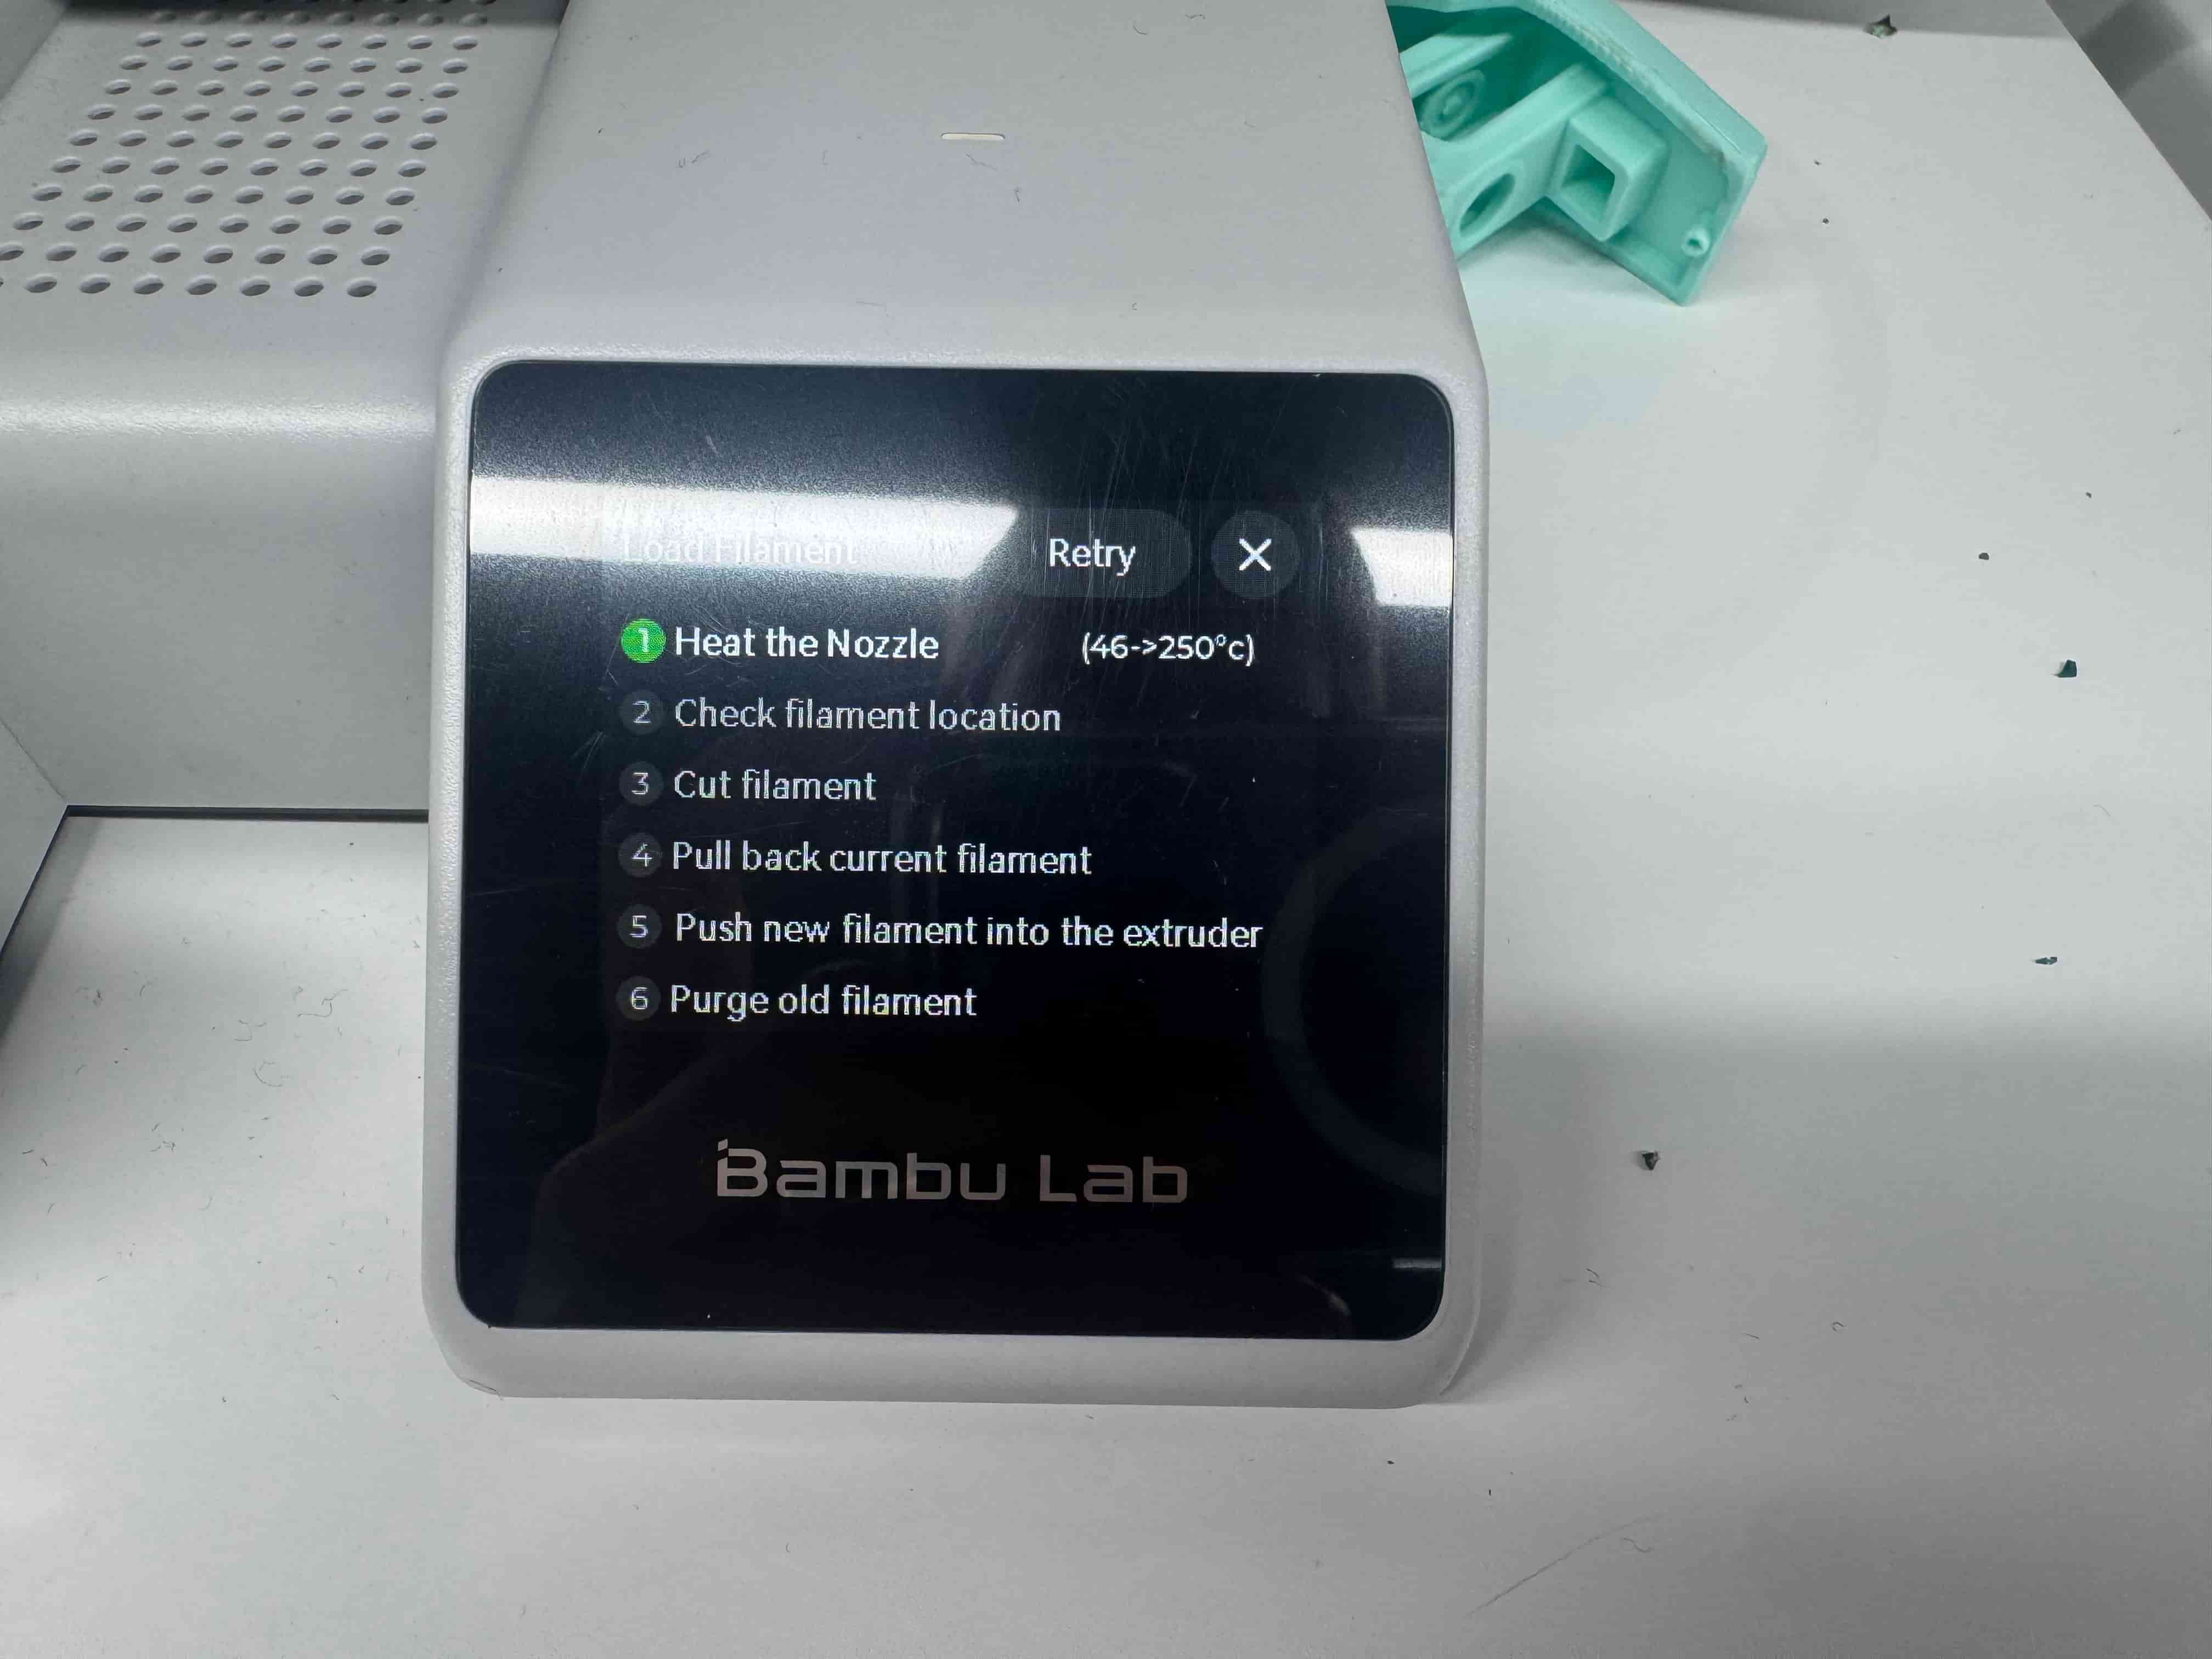 Load Filament
Retry
1 Heat the Nozzle (46->250°c)
2 Check filament location
3 Cut filament
4 Pull back current filament
5 Push new filament into the extruder
6 Purge old filament
Bambu Lab